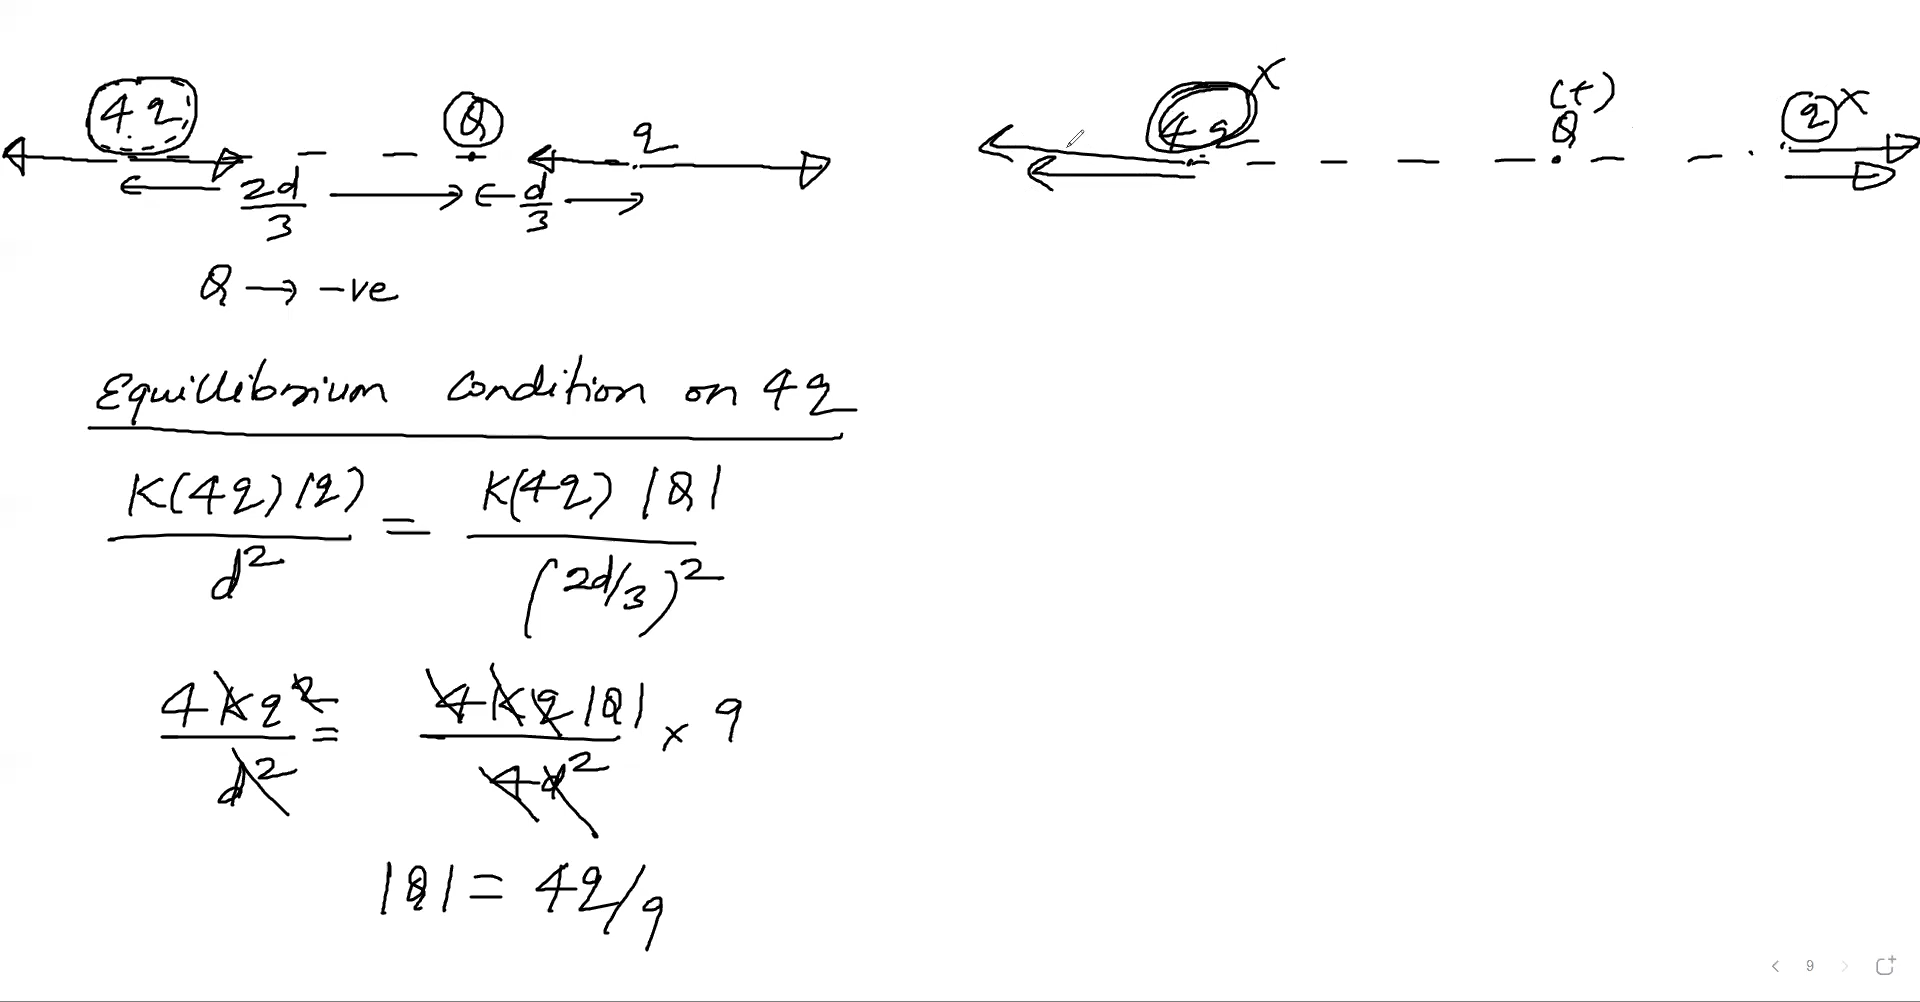 4q Q q
2d/3 d/3
Q → -ve
Equillibrium Condition on 4q
K(4q)(q)/d² = K(4q)|Q|/(2d/3)²
4Kq²/d² = 4Kq|Q|/4d² × 9
|Q| = 4q/9
4q x (+) Q q x
9